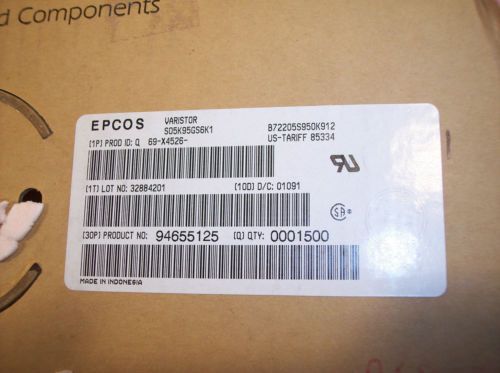 d Components
EPCOS VARISTOR B72205S950K912
S05K95GS6K1 US-TARIFF 85334
[1P] PROD ID: Q 69-X4526-
[1T] LOT NO: 32884201 [10D] D/C: 01091
[30P] PRODUCT NO: 94655125 [Q] QTY: 0001500
MADE IN INDONESIA